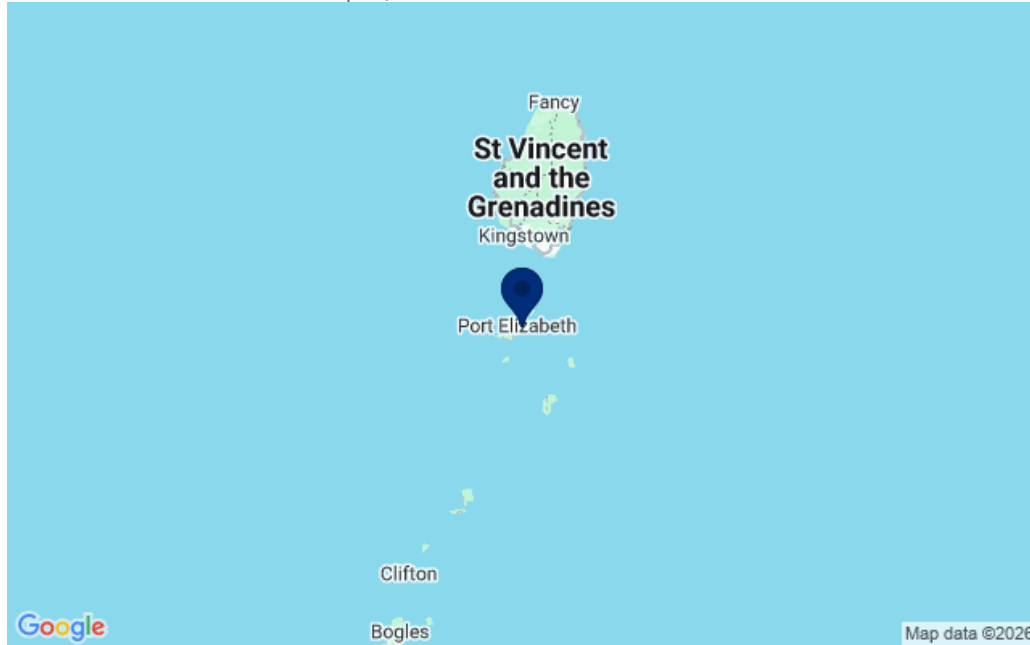 Fancy
St Vincent
and the
Grenadines
Kingstown
Port Elizabeth
Clifton
Bogles
Google
Map data ©2026